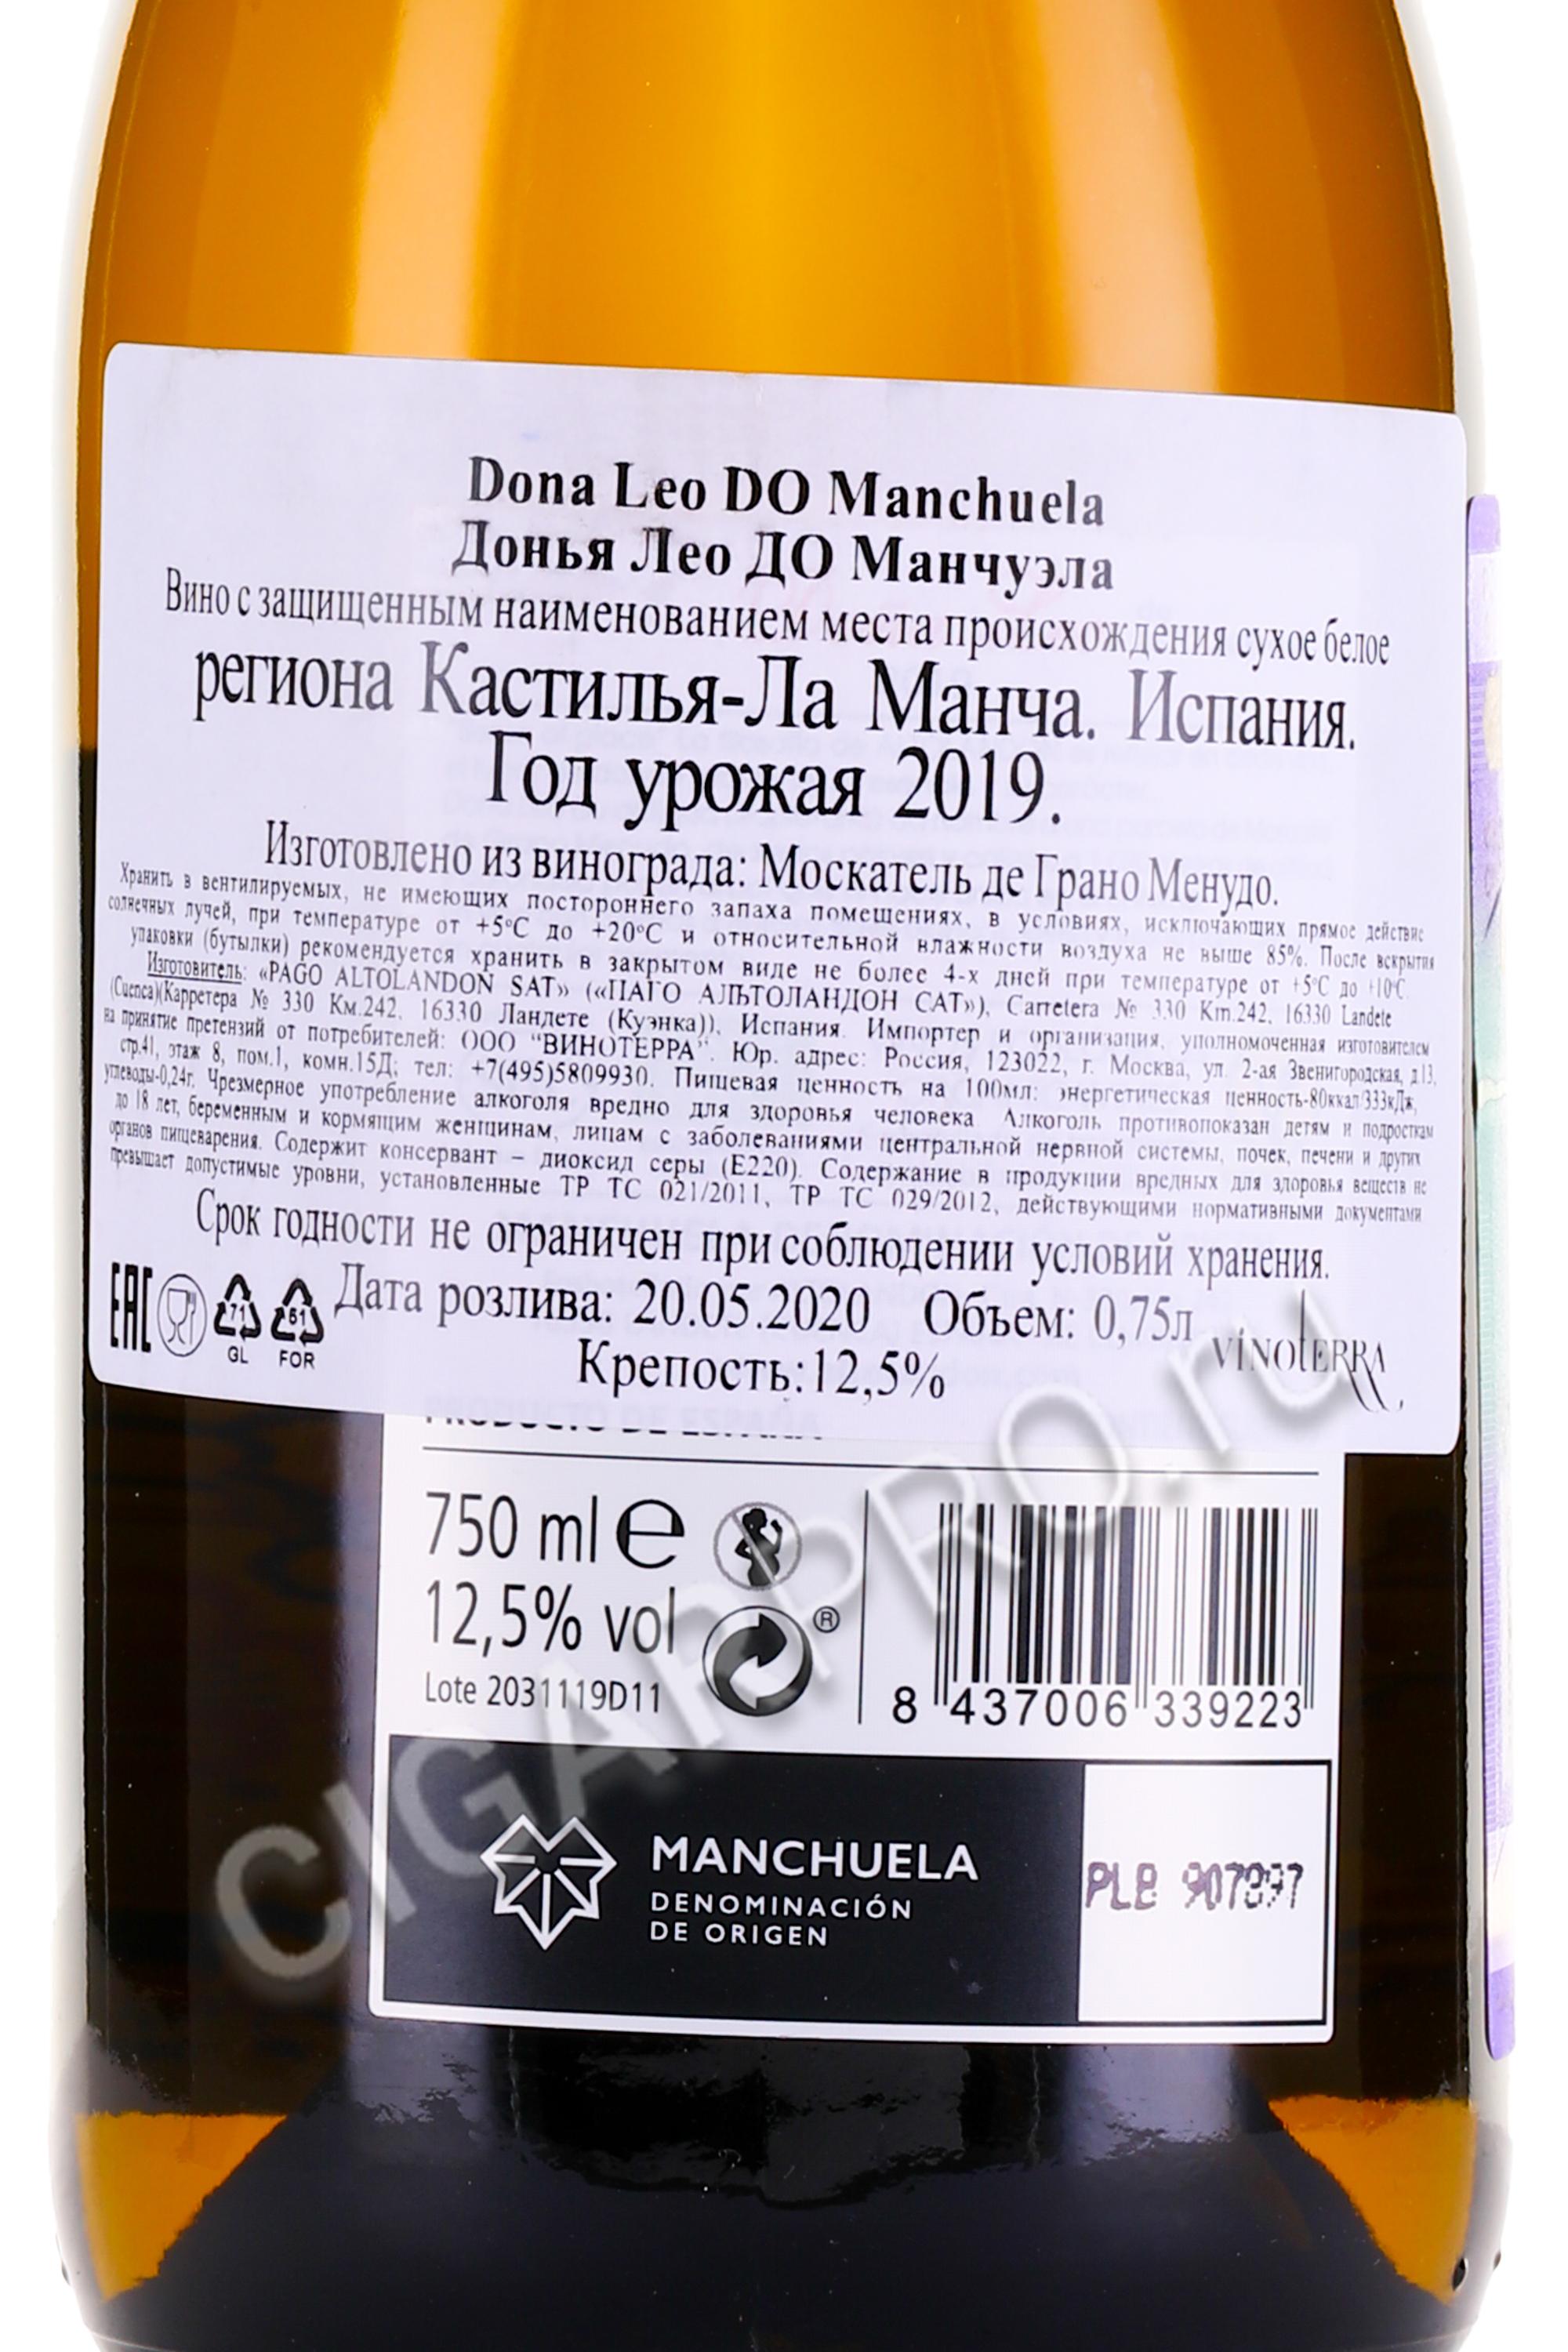 Dona Leo DO Manchuela
Донья Лео ДО Манчуэла
Вино с защищенным наименованием места происхождения сухое белое
региона Кастилья-Ла Манча. Испания.
Год урожая 2019.
Изготовлено из винограда: Москатель де Грано Менудо.
Хранить в вентилируемых, не имеющих постороннего запаха помещениях, в условиях, исключающих прямое действие
солнечных лучей, при температуре от +5°С до +20°С и относительной влажности воздуха не выше 85%. После вскрытия
упаковки (бутылки) рекомендуется хранить в закрытом виде не более 4-х дней при температуре от +5°С до +10°С.
Изготовитель: «PAGO ALTOLANDON SAT» («ПАГО АЛЬТОЛАНДОН САТ»), Carretera № 330 Km.242, 16330 Landete
(Cuenca)(Карретера № 330 Км.242, 16330 Ландете (Куэнка)), Испания. Импортер и организация, уполномоченная изготовителем
на принятие претензий от потребителей: ООО "ВИНОТЕРРА". Юр. адрес: Россия, 123022, г. Москва, ул. 2-ая Звенигородская, д.13,
стр.41, этаж 8, пом.1, комн.15Д; тел: +7(495)5809930. Пищевая ценность на 100мл: энергетическая ценность-80ккал/333кДж,
углеводы-0,24г. Чрезмерное употребление алкоголя вредно для здоровья человека. Алкоголь противопоказан детям и подросткам
до 18 лет, беременным и кормящим женщинам, лицам с заболеваниями центральной нервной системы, почек, печени и других
органов пищеварения. Содержит консервант – диоксид серы (Е220). Содержание в продукции вредных для здоровья веществ не
превышает допустимые уровни, установленные ТР ТС 021/2011, ТР ТС 029/2012, действующими нормативными документами
Срок годности не ограничен при соблюдении условий хранения.
EAC 71 GL 61 FOR Дата розлива: 20.05.2020 Объем: 0,75л VINOTERRA
Крепость:12,5%
PRODUCTO DE ESPAÑA
750 ml e
12,5% vol ®
Lote 2031119D11
8 437006 339223
MANCHUELA
DENOMINACIÓN
DE ORIGEN
PLB 907897
CIGARPRO.ru